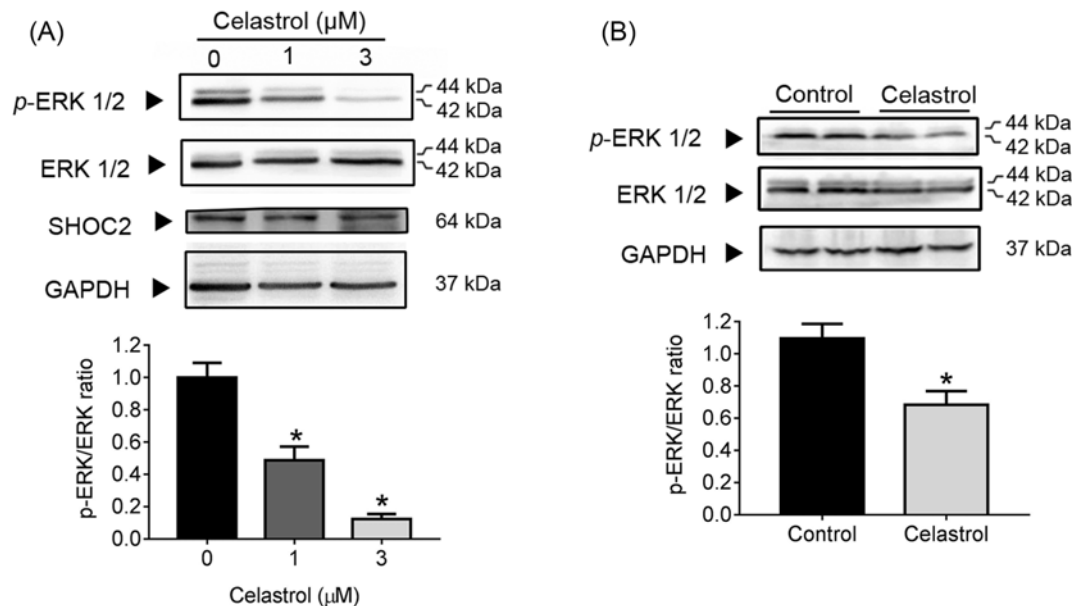 (A)
Celastrol (μM)
0 1 3
p-ERK 1/2
44 kDa
42 kDa
ERK 1/2
44 kDa
42 kDa
SHOC2
64 kDa
GAPDH
37 kDa
1.2
1.0
0.8
0.6
0.4
0.2
0.0
p-ERK/ERK ratio
*
*
0 1 3
Celastrol (μM)
(B)
Control Celastrol
p-ERK 1/2
44 kDa
42 kDa
ERK 1/2
44 kDa
42 kDa
GAPDH
37 kDa
1.2
1.0
0.8
0.6
0.4
0.2
0.0
p-ERK/ERK ratio
*
Control Celastrol